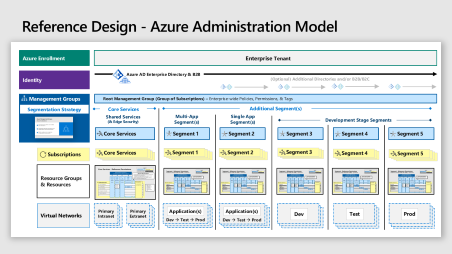 Reference Design - Azure Administration Model
Azure Enrollment
Enterprise Tenant
Identity
Azure AD Enterprise Directory & B2B
(Optional) Additional Directories and/or B2B/B2C
Management Groups
Root Management Group (Group of Subscriptions) – Enterprise-wide Policies, Permissions, & Tags
Segmentation Strategy
Core Services
Additional Segment(s)
Shared Services
(& Edge Security)
Multi-App
Segment(s)
Single App
Segments(s)
Development Stage Segments
Core Services
Segment 1
Segment 2
Segment 3
Segment 4
Segment 5
Subscriptions
Core Services
Segment 1
Segment 2
Segment 3
Segment 4
Segment 5
Resource Groups
& Resources
Virtual Networks
Primary
Extranet
Primary
Intranet
Application(s)
Dev → Test → Prod
Application(s)
Dev → Test → Prod
Dev
Test
Prod